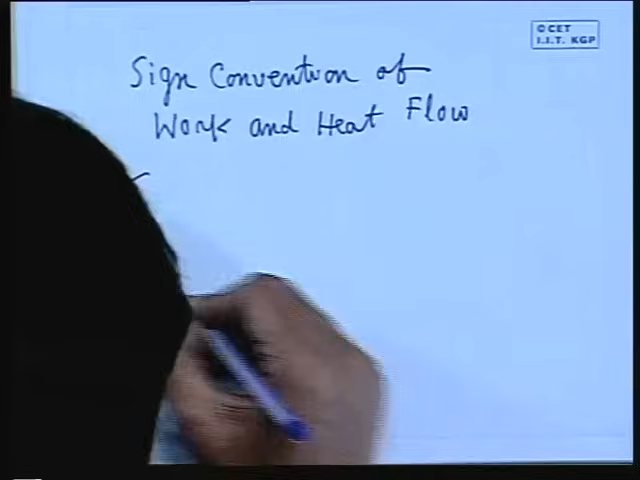 © CET
I.I.T. KGP
Sign Convention of
Work and Heat Flow